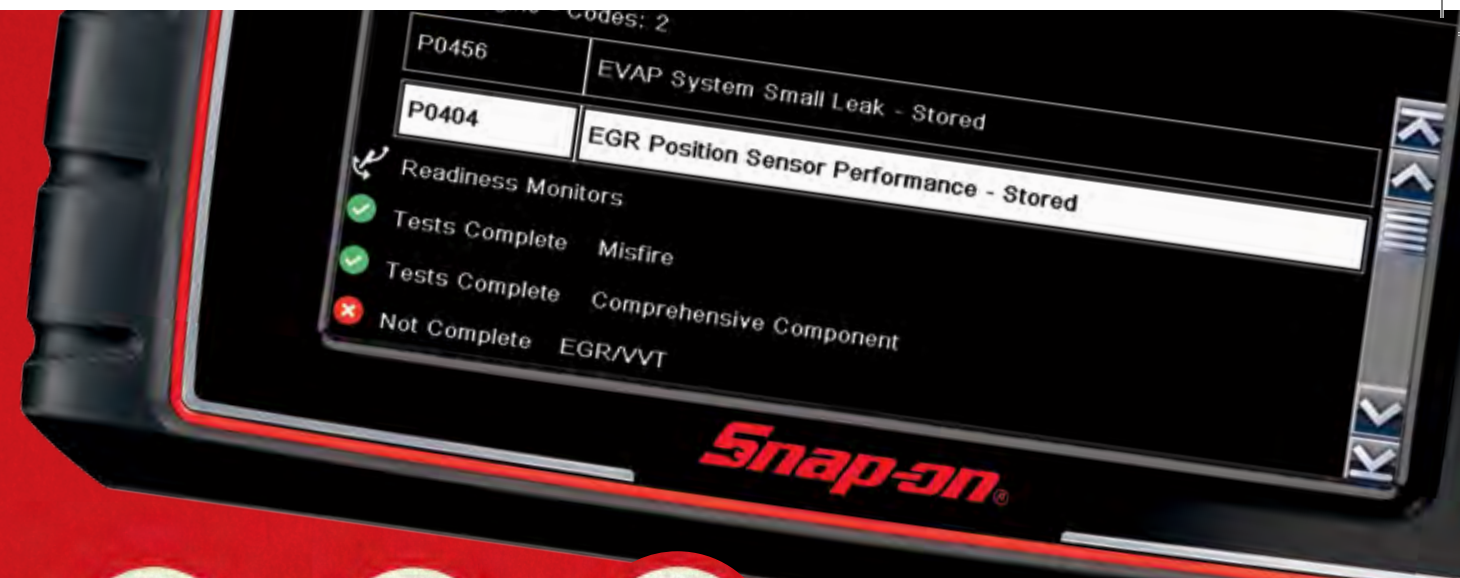 Codes: 2
P0456 EVAP System Small Leak - Stored
P0404 EGR Position Sensor Performance - Stored
Readiness Monitors
Tests Complete Misfire
Tests Complete Comprehensive Component
Not Complete EGR/VVT
Snap-on®